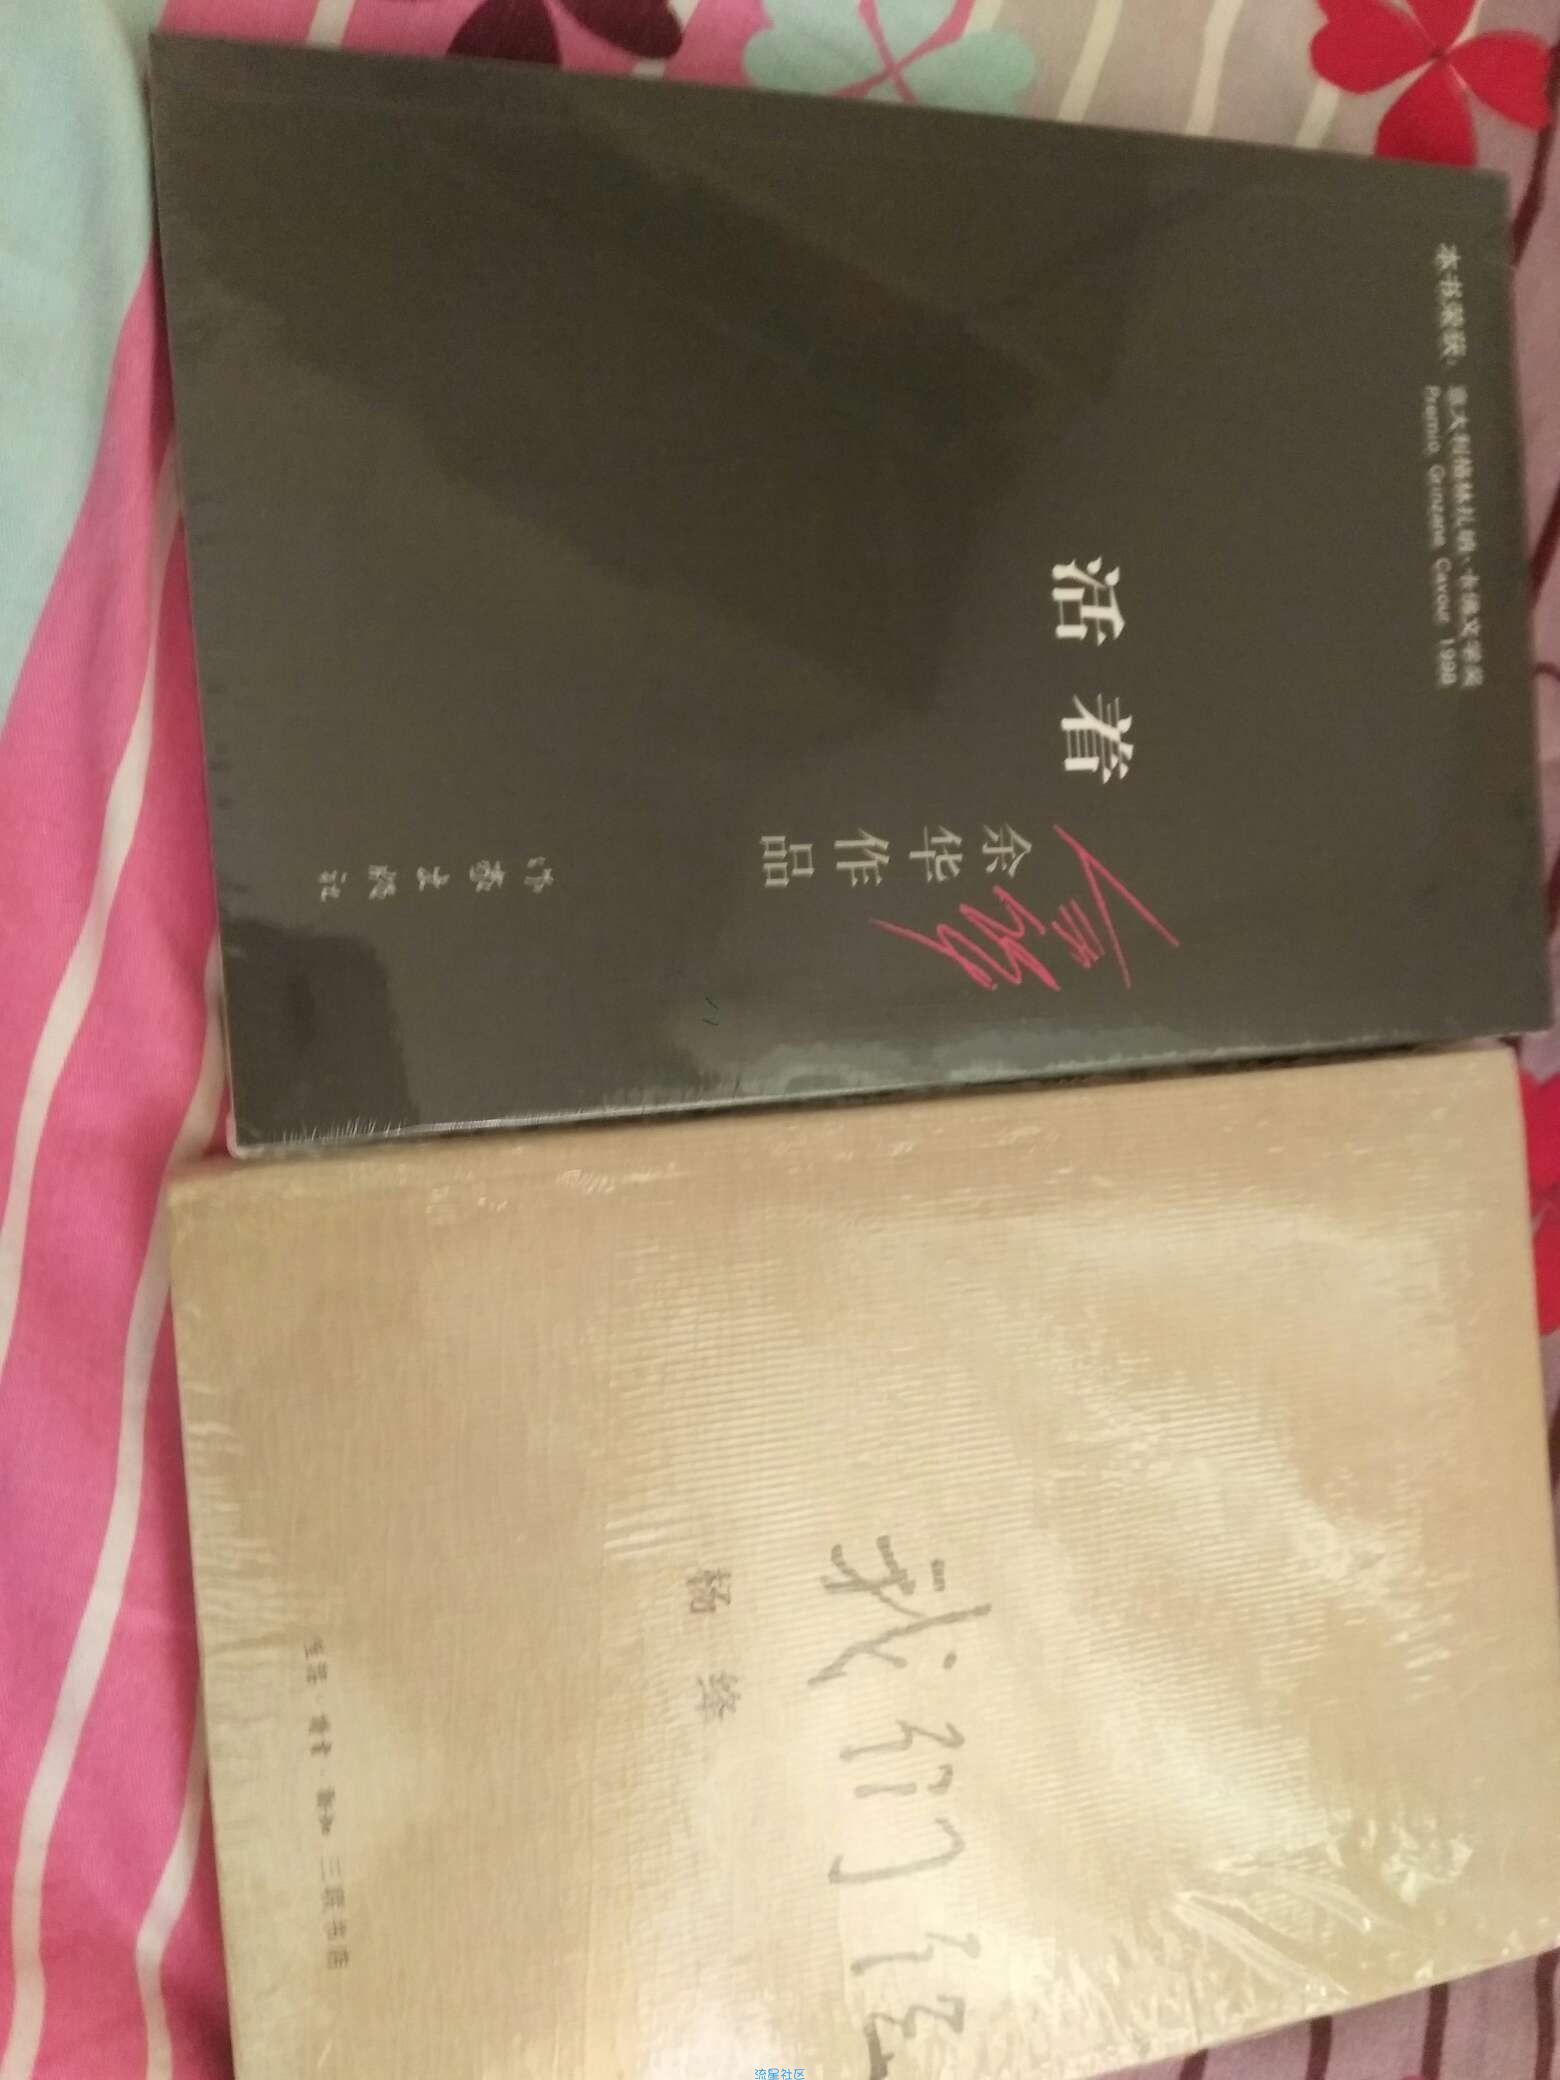 本书荣获:意大利格林扎纳·卡佛文学奖
Premio Grinzane Cavour 1998
活着
余华作品
余华
作家出版社
我们仨
杨绛
生活·读书·新知 三联书店
流星社区